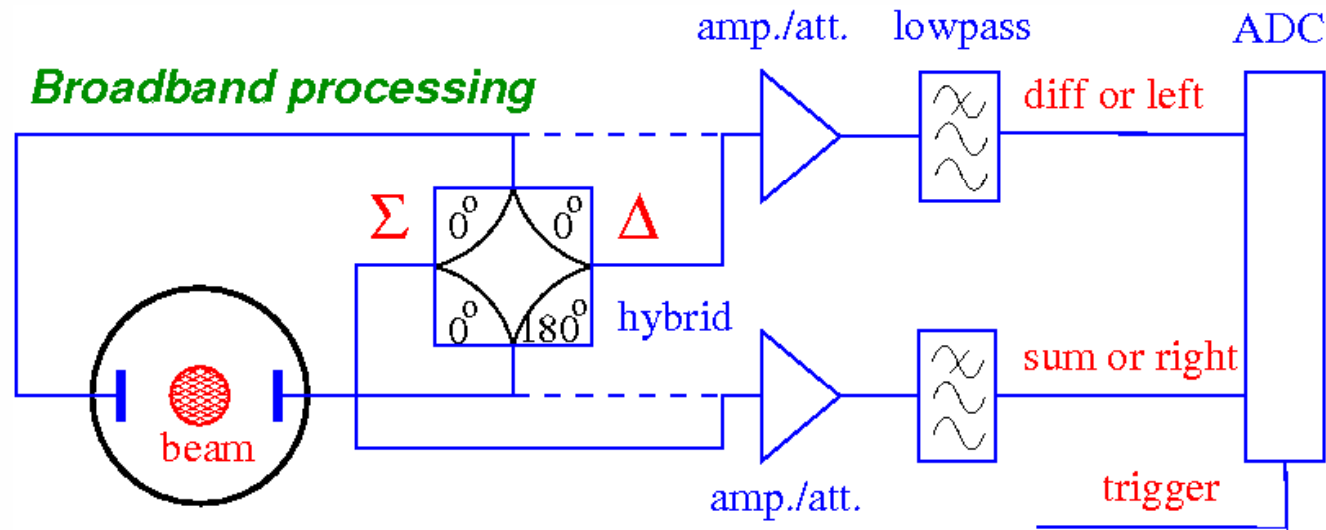 amp./att. lowpass ADC
Broadband processing
diff or left
Σ 0° 0° Δ
0° 180° hybrid
sum or right
beam
amp./att.
trigger